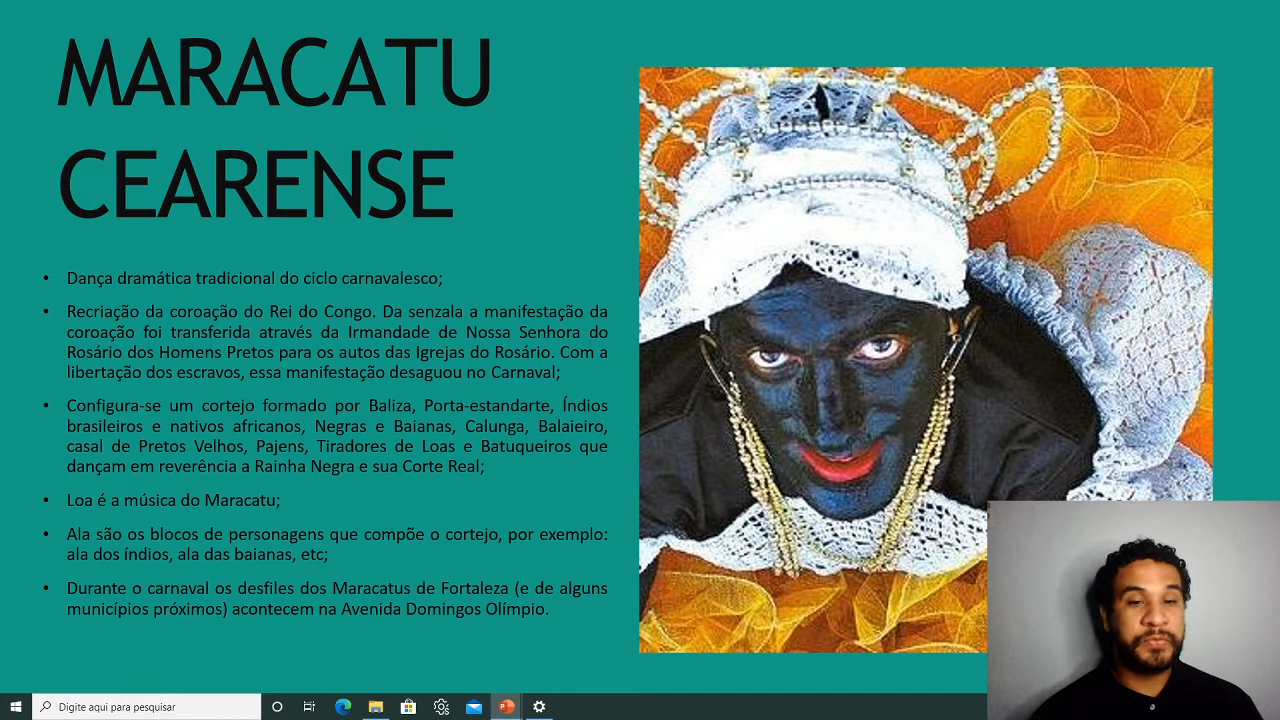 MARACATU
CEARENSE
• Dança dramática tradicional do ciclo carnavalesco;
• Recriação da coroação do Rei do Congo. Da senzala a manifestação da
coroação foi transferida através da Irmandade de Nossa Senhora do
Rosário dos Homens Pretos para os autos das Igrejas do Rosário. Com a
libertação dos escravos, essa manifestação desaguou no Carnaval;
• Configura-se um cortejo formado por Baliza, Porta-estandarte, Índios
brasileiros e nativos africanos, Negras e Baianas, Calunga, Balaieiro,
casal de Pretos Velhos, Pajens, Tiradores de Loas e Batuqueiros que
dançam em reverência a Rainha Negra e sua Corte Real;
• Loa é a música do Maracatu;
• Ala são os blocos de personagens que compõe o cortejo, por exemplo:
ala dos índios, ala das baianas, etc;
• Durante o carnaval os desfiles dos Maracatus de Fortaleza (e de alguns
municípios próximos) acontecem na Avenida Domingos Olímpio.
Digite aqui para pesquisar